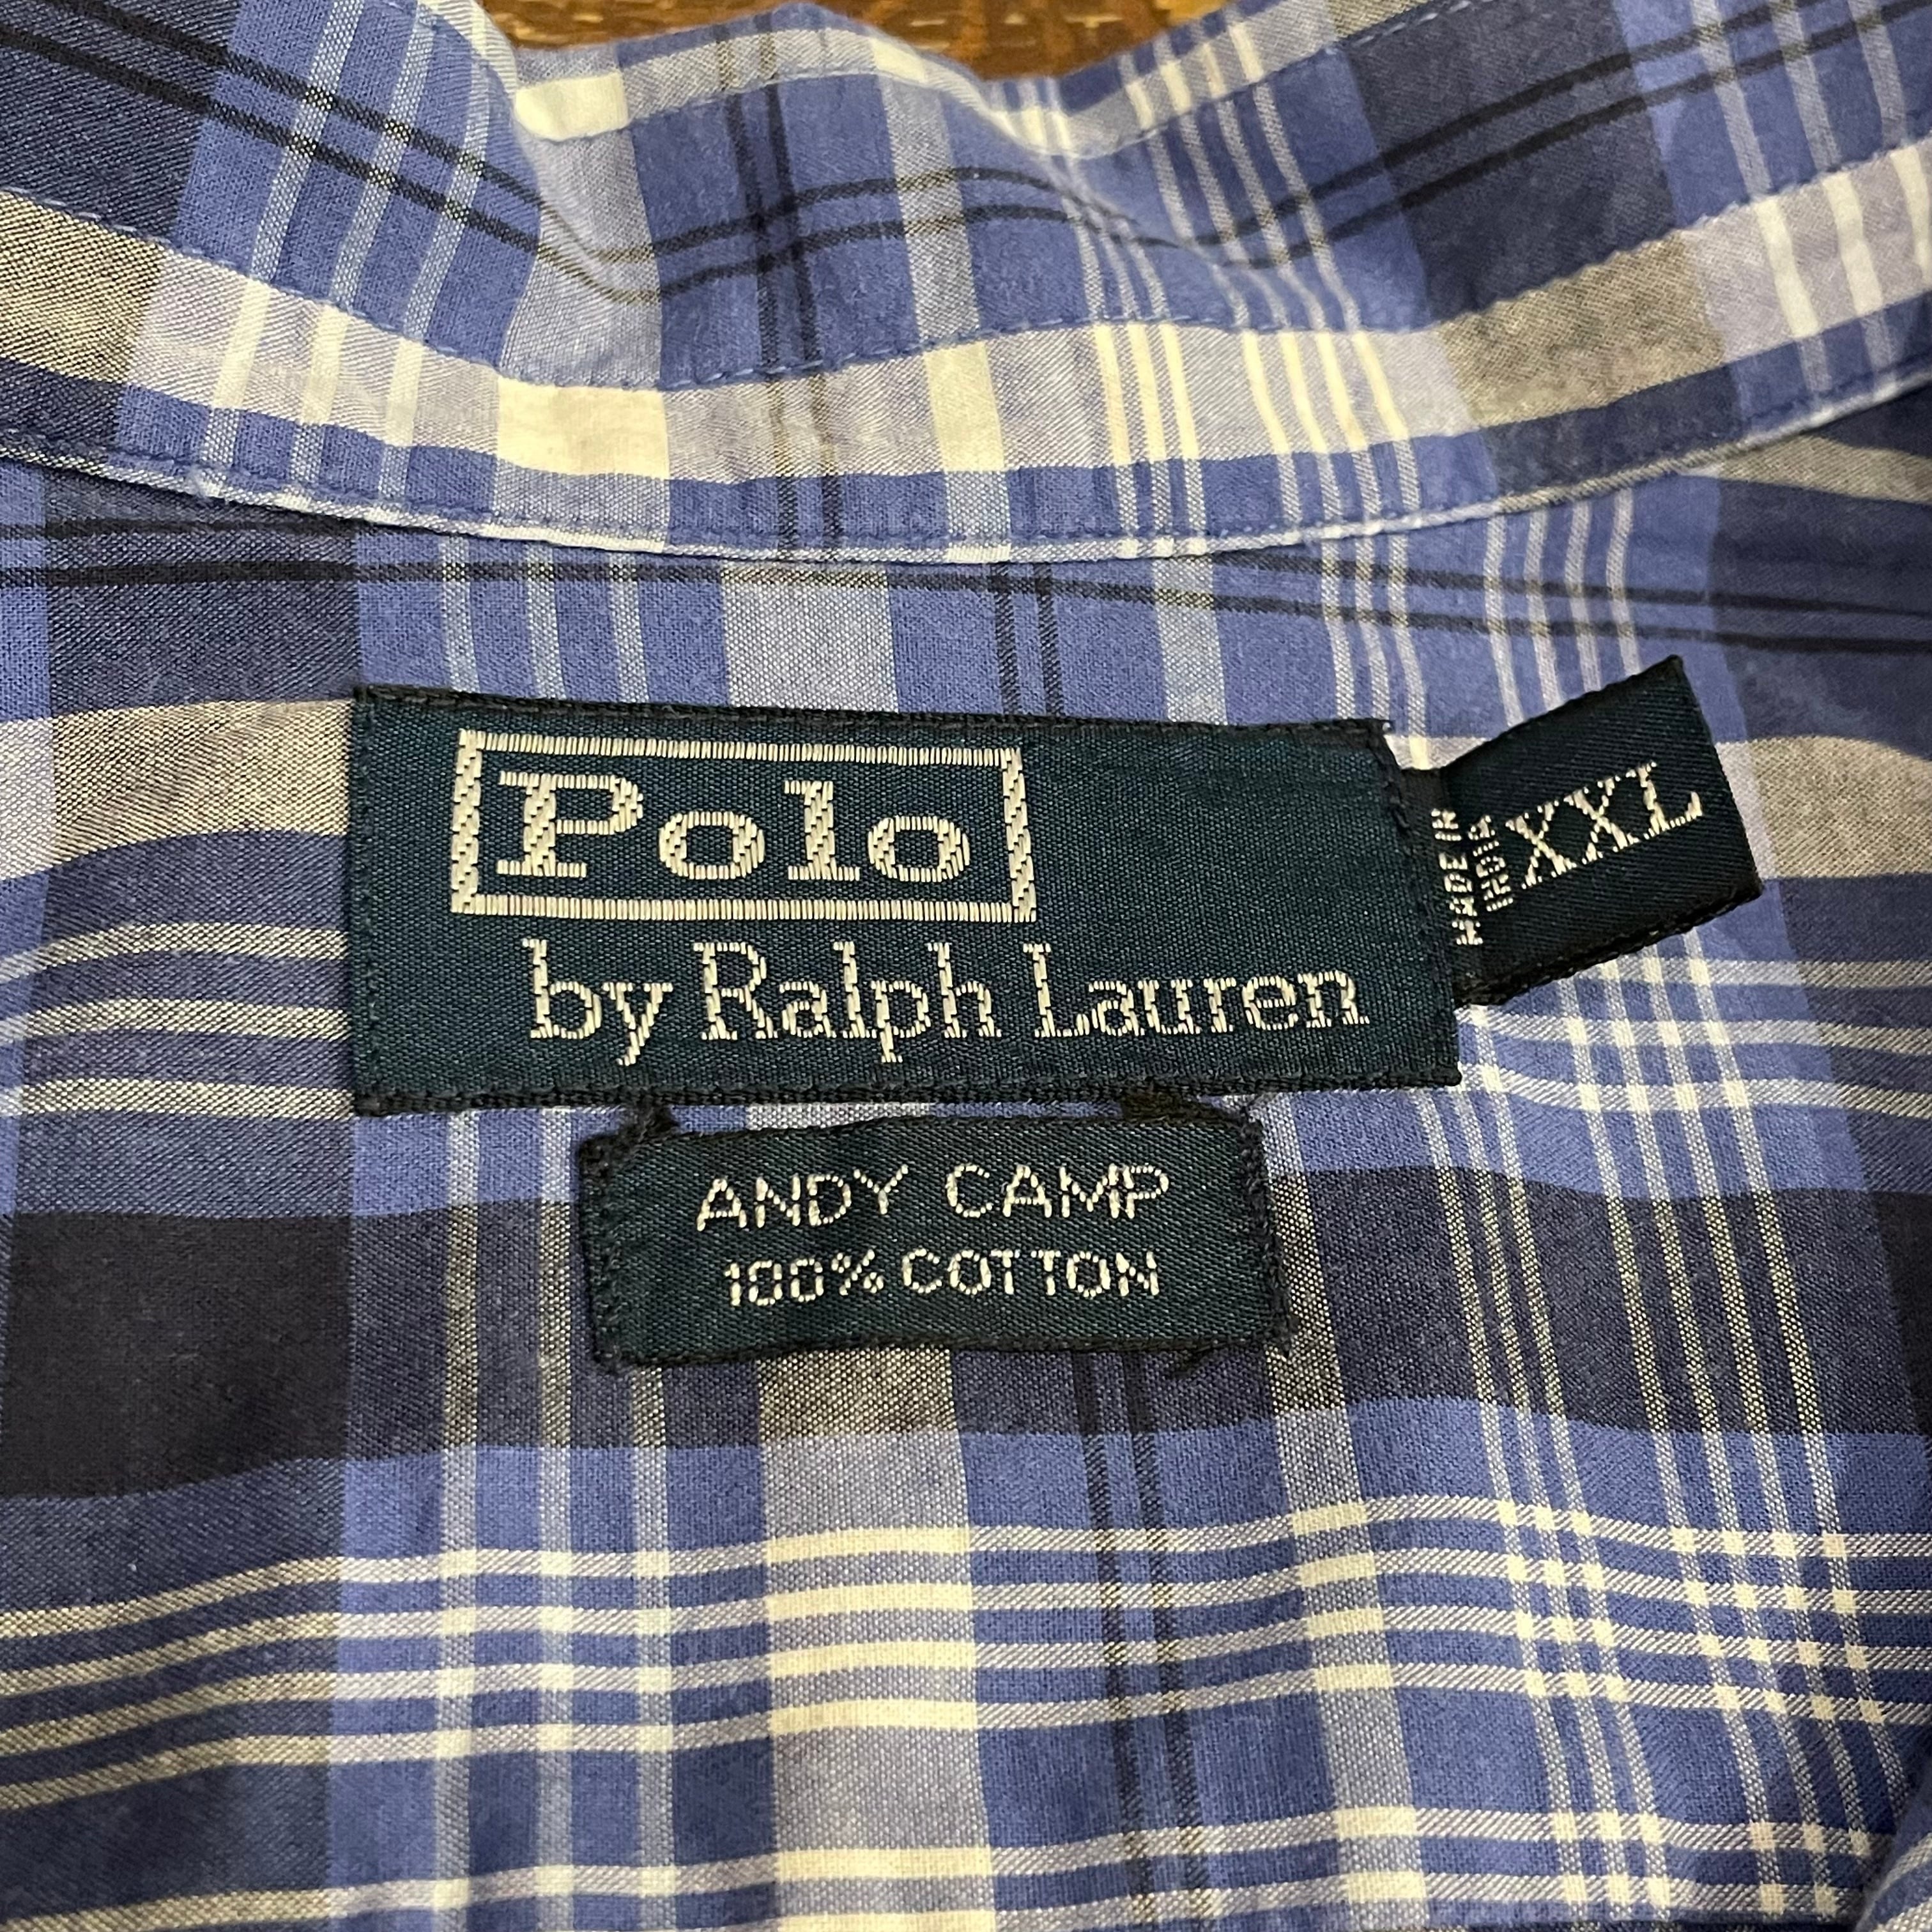 Polo
by Ralph Lauren
MADE IN
INDIA
XXL
ANDY CAMP
100% COTTON